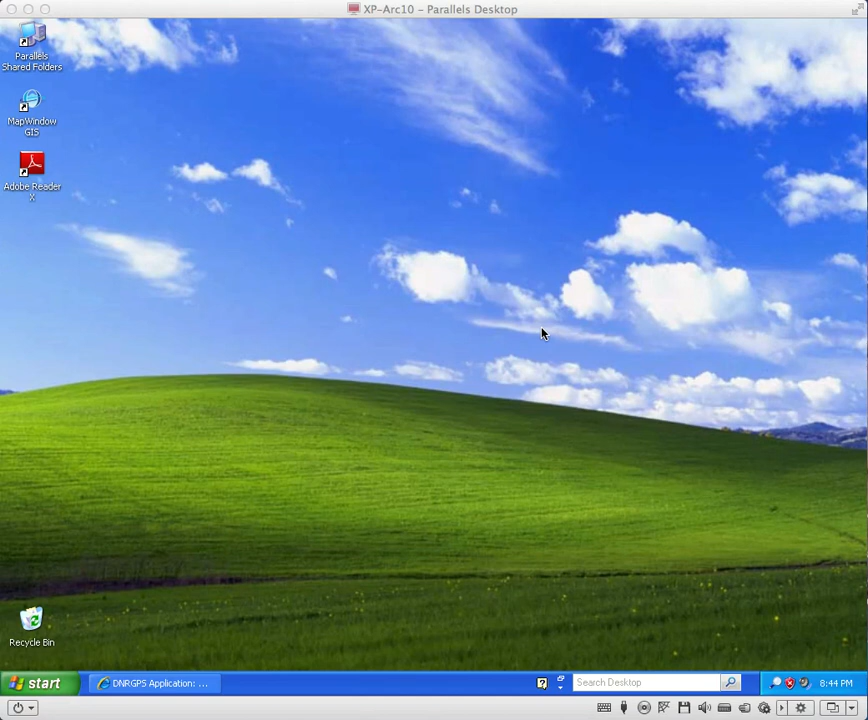 XP-Arc10 – Parallels Desktop
Parallels
Shared Folders
MapWindow
GIS
Adobe Reader
X
Recycle Bin
start
DNRGPS Application: ...
Search Desktop
8:44 PM